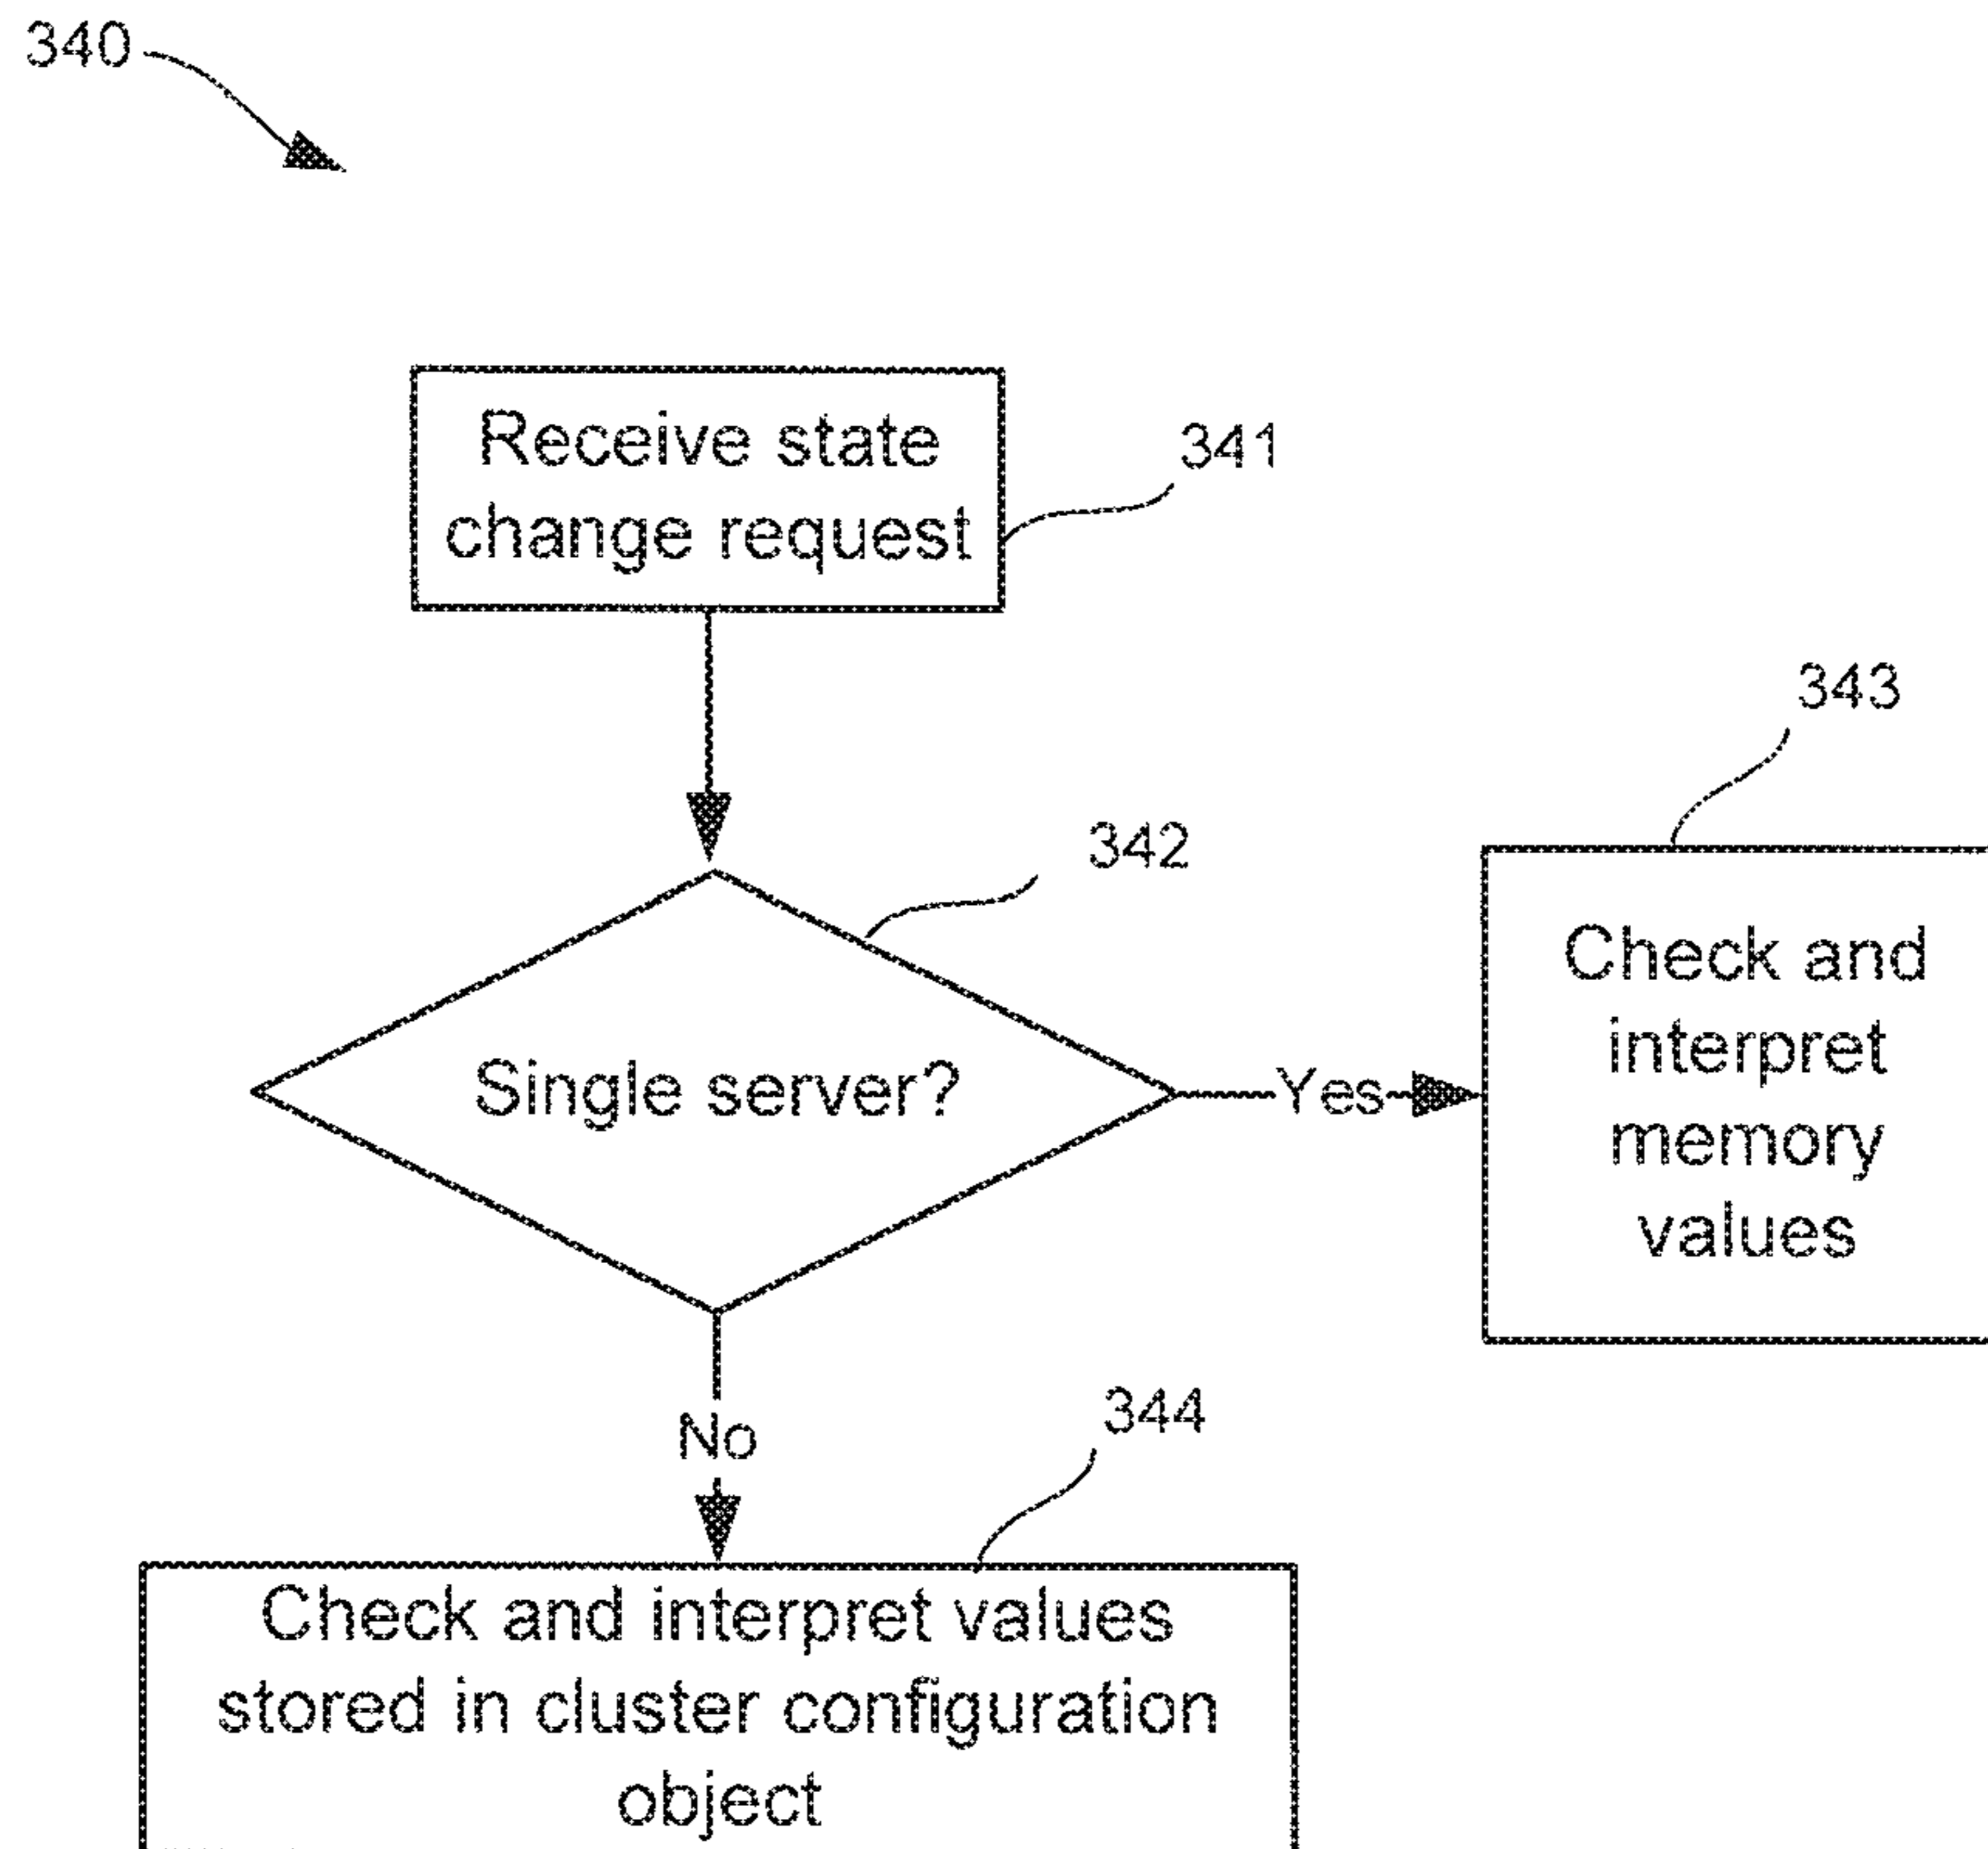 340
Receive state
change request
341
342
Single server?
Yes
343
Check and
interpret
memory
values
No
344
Check and interpret values
stored in cluster configuration
object